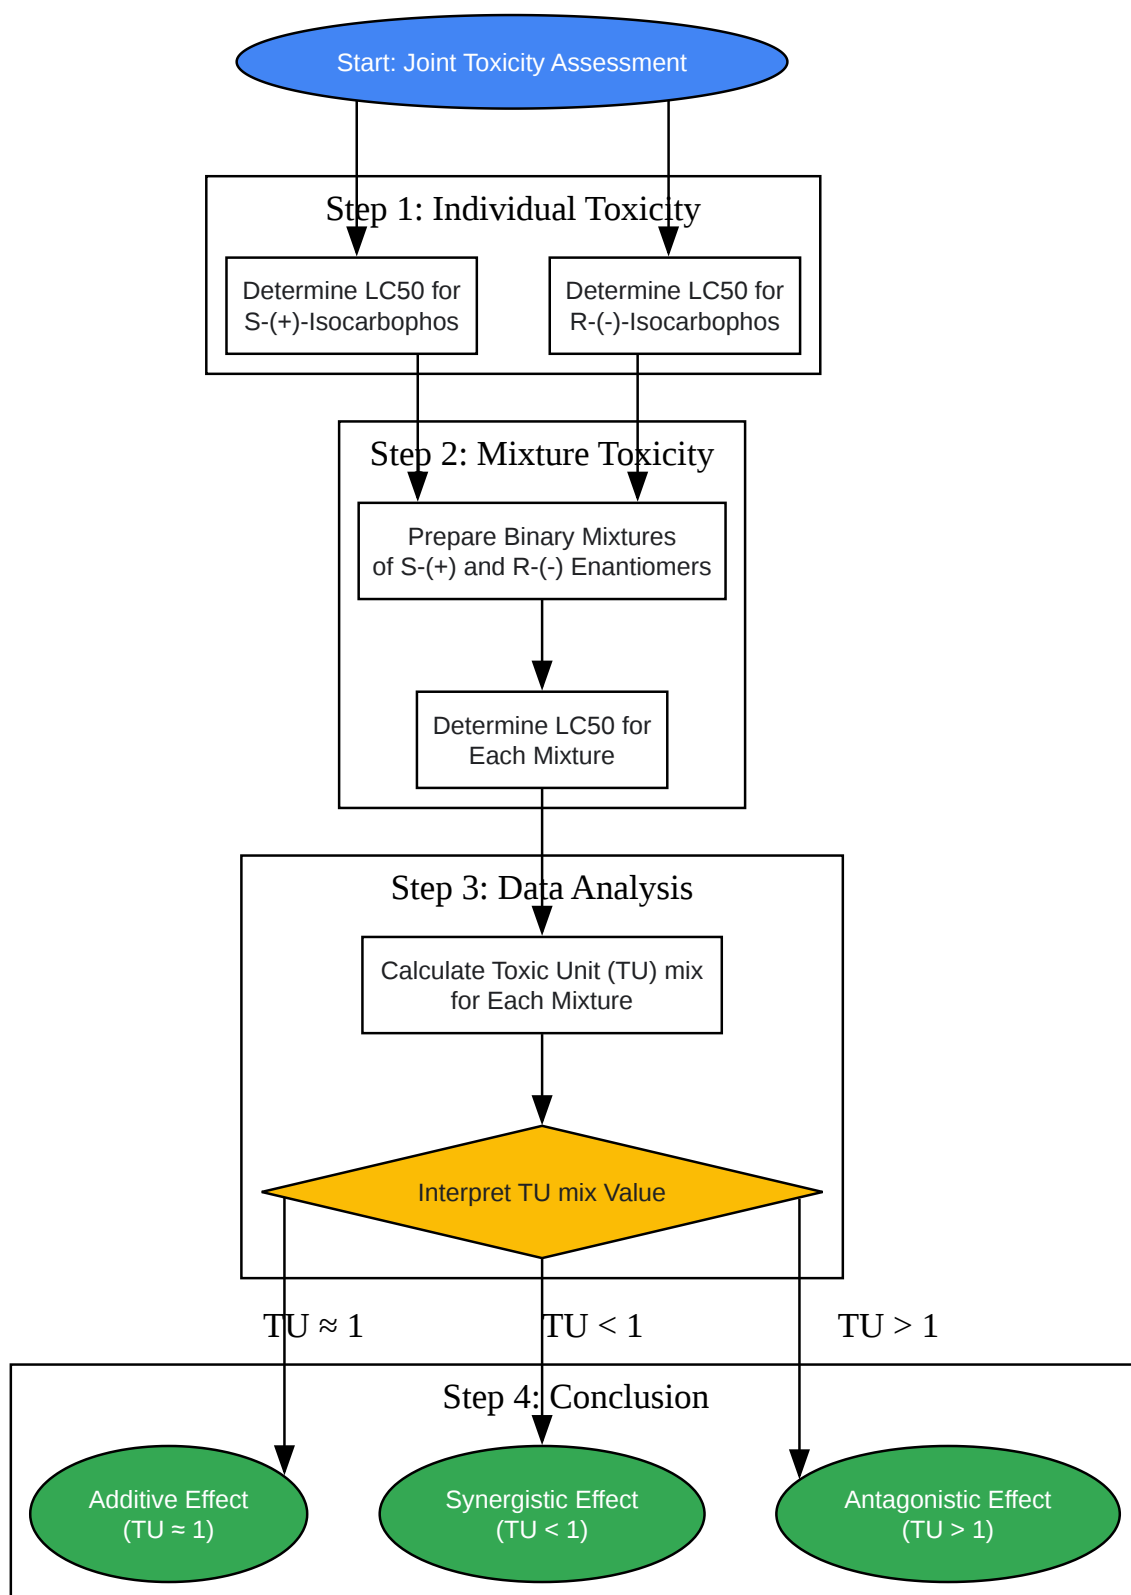 Start: Joint Toxicity Assessment
Step 1: Individual Toxicity
Determine LC50 for
S-(+)-Isocarbophos
Determine LC50 for
R-(-)-Isocarbophos
Step 2: Mixture Toxicity
Prepare Binary Mixtures
of S-(+) and R-(-) Enantiomers
Determine LC50 for
Each Mixture
Step 3: Data Analysis
Calculate Toxic Unit (TU) mix
for Each Mixture
Interpret TU mix Value
TU ≈ 1
TU < 1
TU > 1
Step 4: Conclusion
Additive Effect
(TU ≈ 1)
Synergistic Effect
(TU < 1)
Antagonistic Effect
(TU > 1)